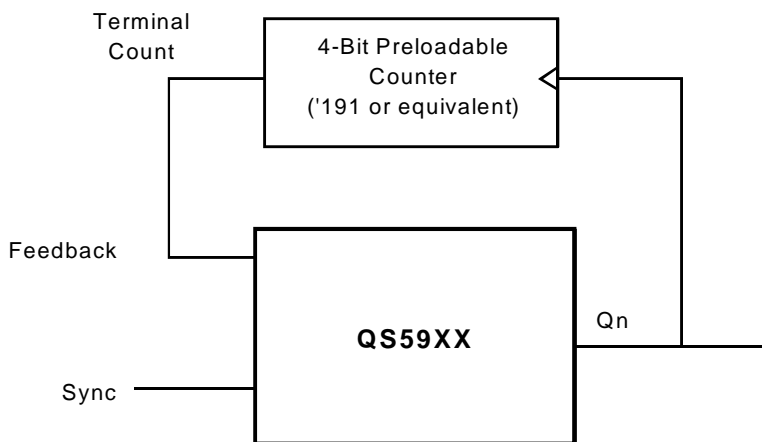 Terminal
Count
4-Bit Preloadable
Counter
('191 or equivalent)
Feedback
QS59XX
Qn
Sync